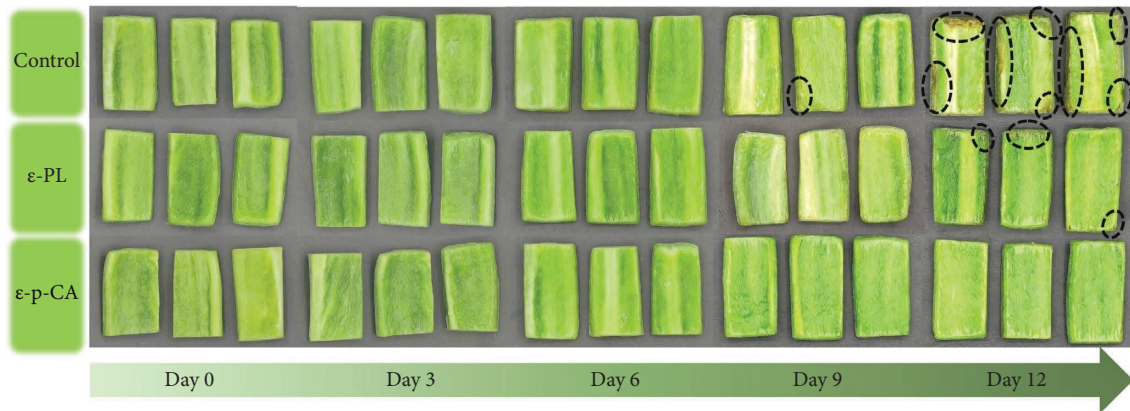 Control
ε-PL
ε-p-CA
Day 0
Day 3
Day 6
Day 9
Day 12